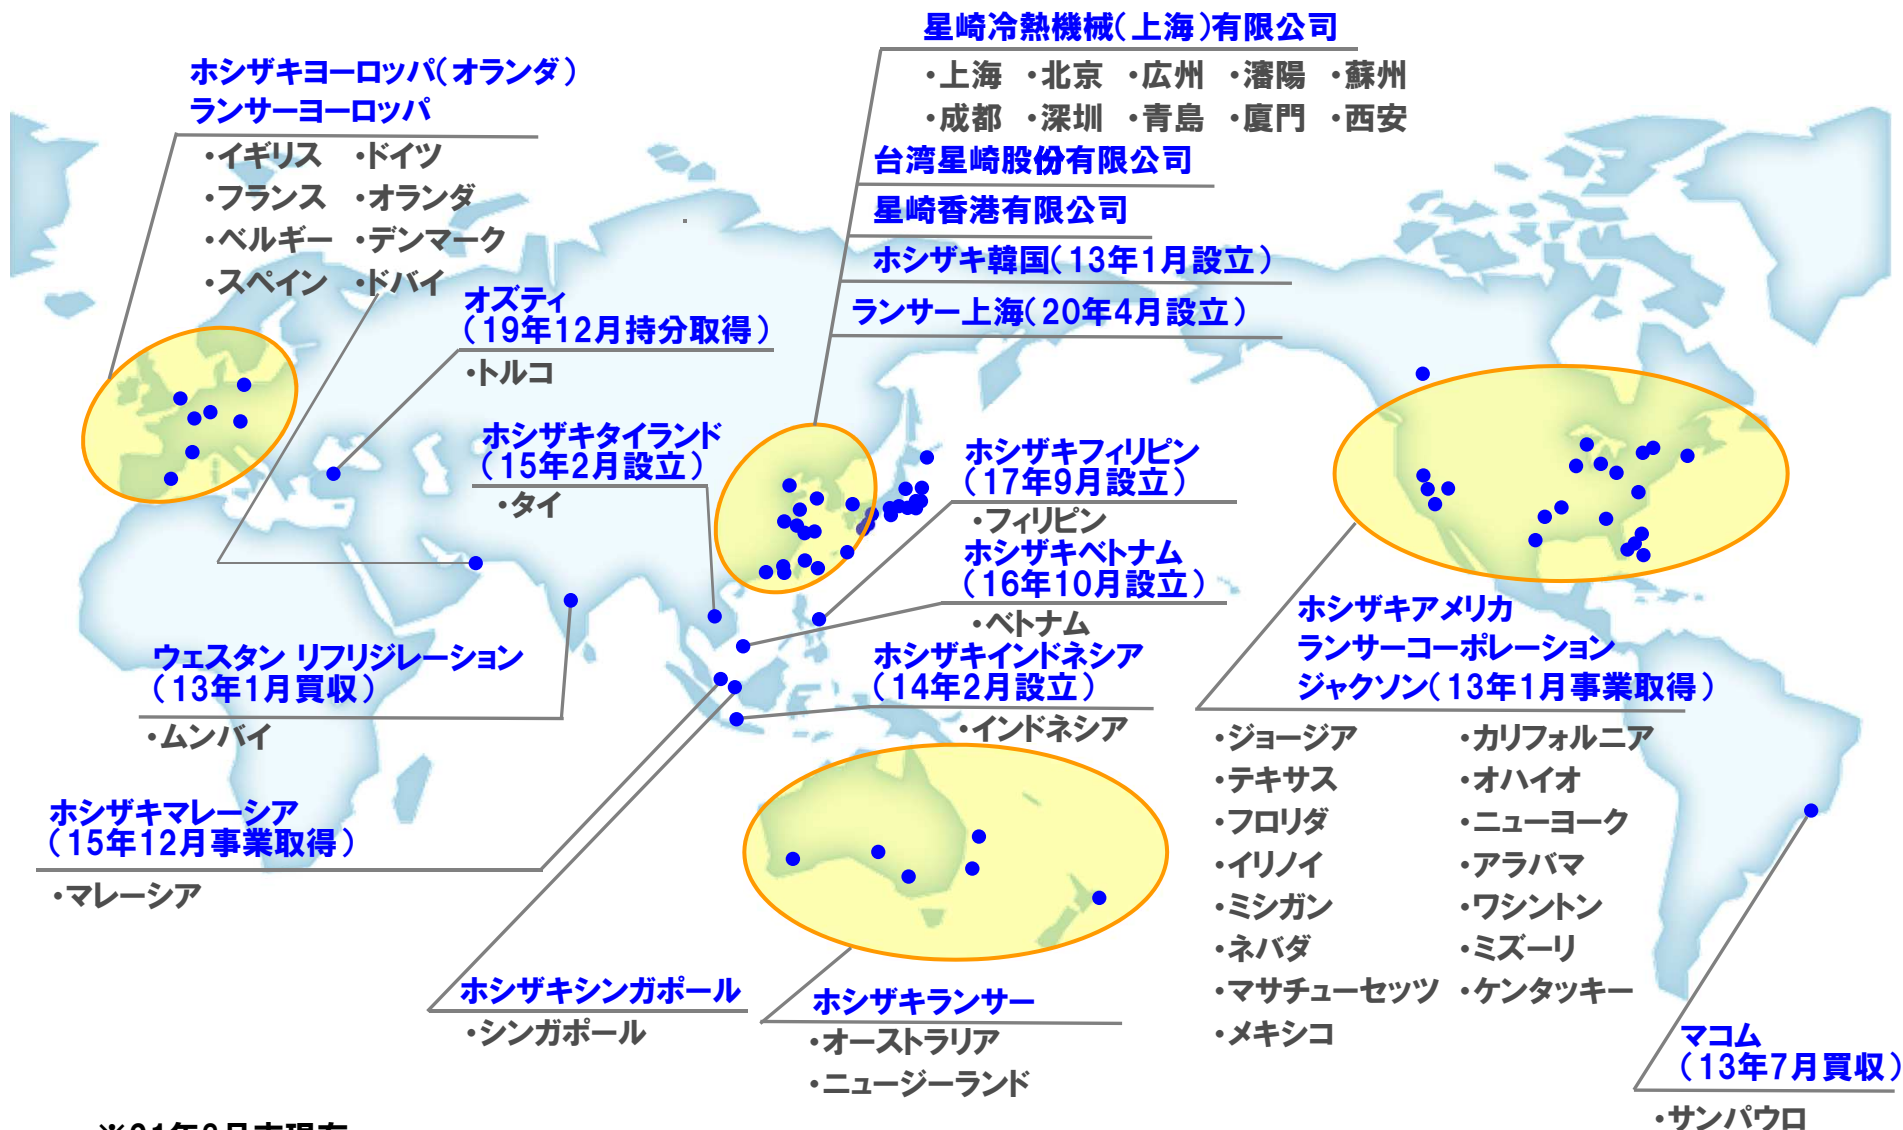 星崎冷熱機械(上海)有限公司
・上海 ・北京 ・広州 ・瀋陽 ・蘇州
・成都 ・深圳 ・青島 ・廈門 ・西安
台湾星崎股份有限公司
星崎香港有限公司
ホシザキ韓国(13年1月設立)
ランサー上海(20年4月設立)
ホシザキヨーロッパ(オランダ)
ランサーヨーロッパ
・イギリス ・ドイツ
・フランス ・オランダ
・ベルギー ・デンマーク
・スペイン ・ドバイ
オズティ
(19年12月持分取得)
・トルコ
ホシザキタイランド
(15年2月設立)
・タイ
ホシザキフィリピン
(17年9月設立)
・フィリピン
ホシザキベトナム
(16年10月設立)
・ベトナム
ホシザキインドネシア
(14年2月設立)
・インドネシア
ウェスタン リフリジレーション
(13年1月買収)
・ムンバイ
ホシザキマレーシア
(15年12月事業取得)
・マレーシア
ホシザキシンガポール
・シンガポール
ホシザキランサー
・オーストラリア
・ニュージーランド
ホシザキアメリカ
ランサーコーポレーション
ジャクソン(13年1月事業取得)
・ジョージア ・カリフォルニア
・テキサス ・オハイオ
・フロリダ ・ニューヨーク
・イリノイ ・アラバマ
・ミシガン ・ワシントン
・ネバダ ・ミズーリ
・マサチューセッツ ・ケンタッキー
・メキシコ
マコム
(13年7月買収)
・サンパウロ